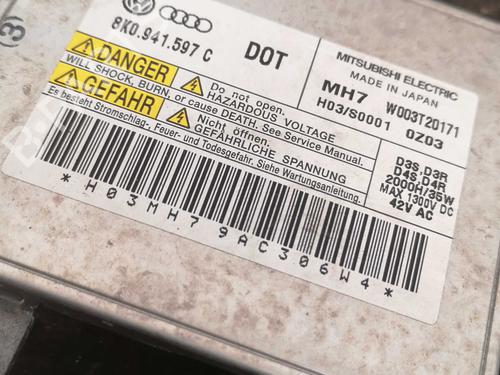 (3)
8K0.941.597 C
DOT
MITSUBISHI ELECTRIC
MADE IN JAPAN
MH7 W003T20171
H03/S0001 0Z03
DANGER Do not open.
HAZARDOUS VOLTAGE
WILL SHOCK, BURN, or cause DEATH. See Service Manual.
GEFAHR Nicht öffnen.
GEFÄHRLICHE SPANNUNG
Es besteht Stromschlag-, Feuer- und Todesgefahr. Siehe Wartungsanleitung.
D3S,D3R
D4S,D4R
2000H/35W
MAX 1300V DC
42V AC
*H03MH79AC306W4*